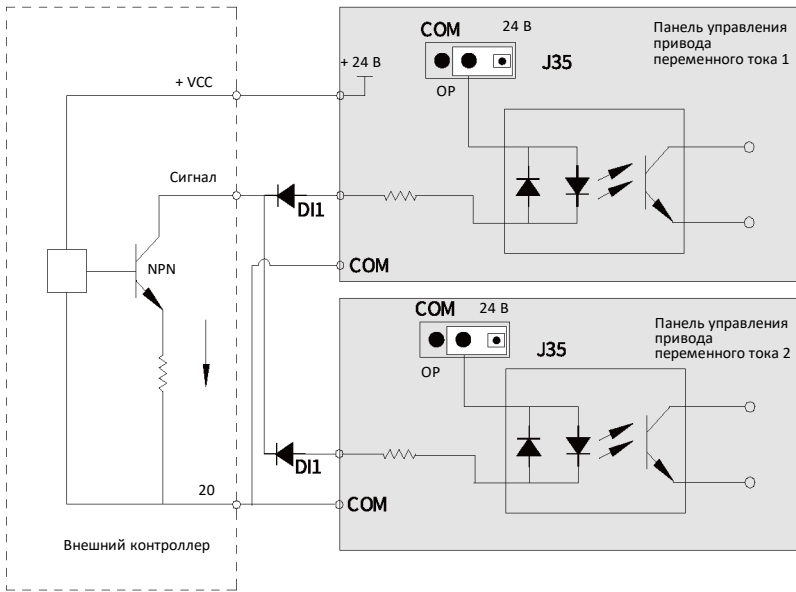 COM
24 В
Панель управления
привода
переменного тока 1
+ 24 В
J35
+ VCC
OP
Сигнал
DI1
NPN
COM
COM
24 В
Панель управления
привода
переменного тока 2
J35
OP
DI1
20
COM
Внешний контроллер